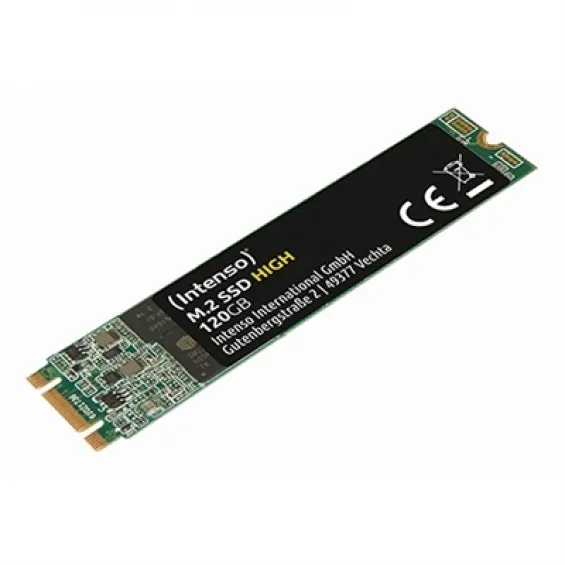 (intenso)
M.2 SSD HIGH
120GB
Intenso International GmbH
Gutenbergstraße 2 | 49377 Vechta
CE